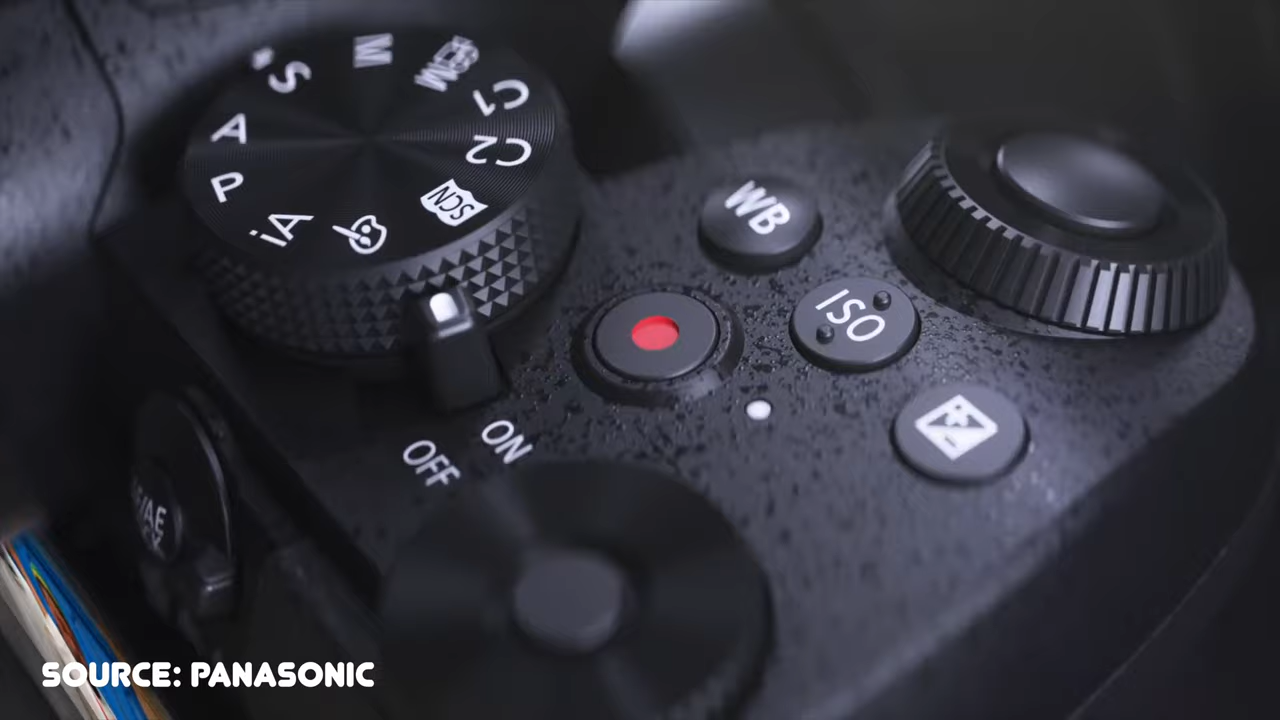 M
S
C1
A
C2
P
SCN
iA
WB
ISO
ON
OFF
SOURCE: PANASONIC